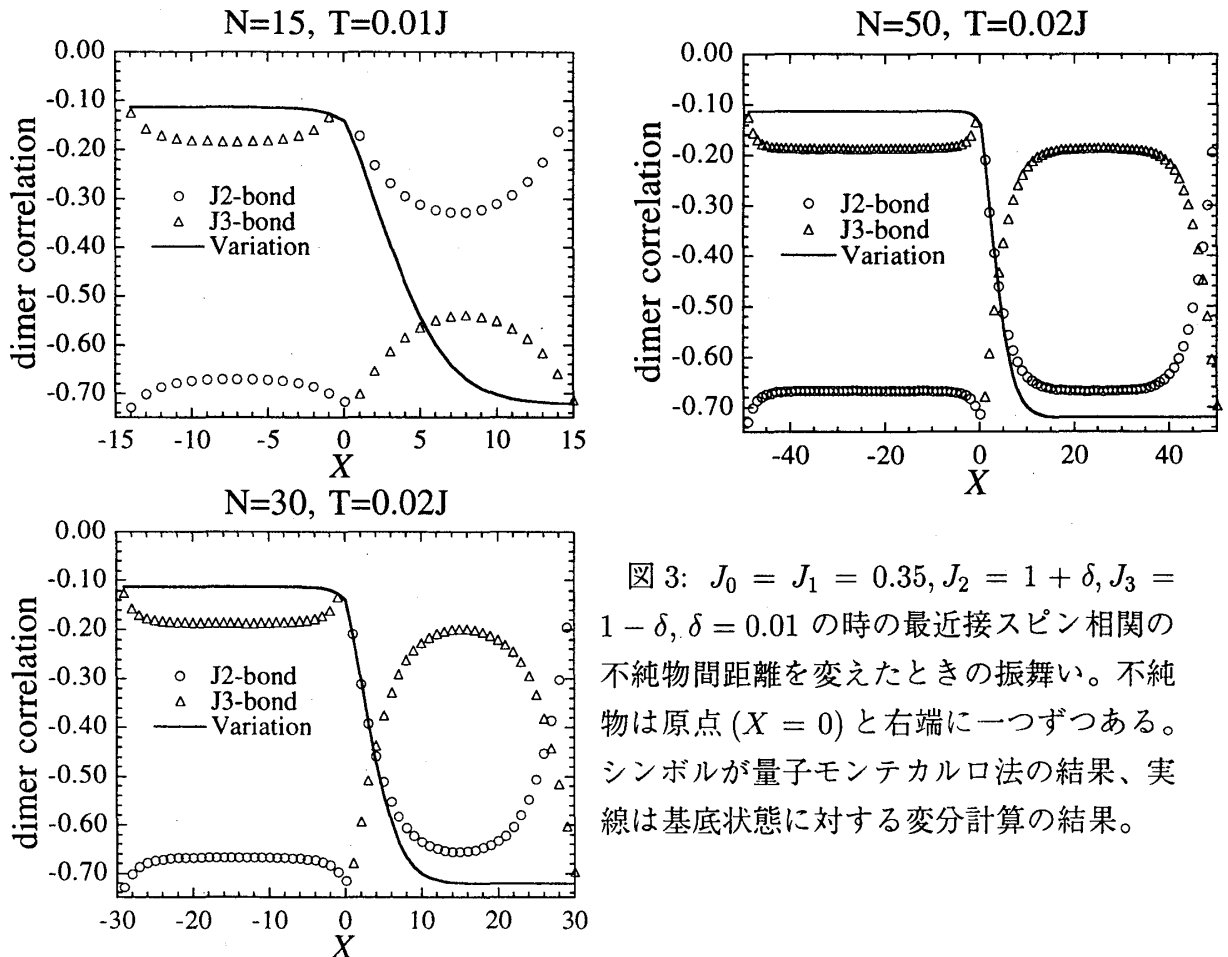 N=15, T=0.01J
dimer correlation
0.00
-0.10
-0.20
-0.30
-0.40
-0.50
-0.60
-0.70
J2-bond
J3-bond
Variation
-15 -10 -5 0 5 10 15
X
N=50, T=0.02J
dimer correlation
0.00
-0.10
-0.20
-0.30
-0.40
-0.50
-0.60
-0.70
J2-bond
J3-bond
Variation
-40 -20 0 20 40
X
N=30, T=0.02J
dimer correlation
0.00
-0.10
-0.20
-0.30
-0.40
-0.50
-0.60
-0.70
J2-bond
J3-bond
Variation
-30 -20 -10 0 10 20 30
X
図 3: J₀ = J₁ = 0.35, J₂ = 1 + δ, J₃ =
1 − δ, δ = 0.01 の時の最近接スピン相関の
不純物間距離を変えたときの振舞い。不純
物は原点 (X = 0) と右端に一つずつある。
シンボルが量子モンテカルロ法の結果、実
線は基底状態に対する変分計算の結果。